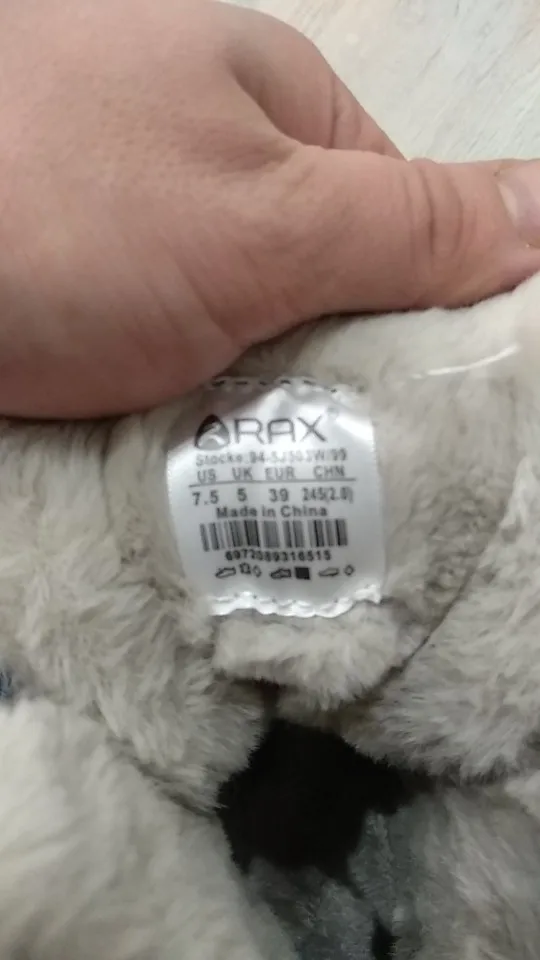 RAX®
US UK EUR CHN
7.5 5 39 245(2.0)
Made in China
6972089316515